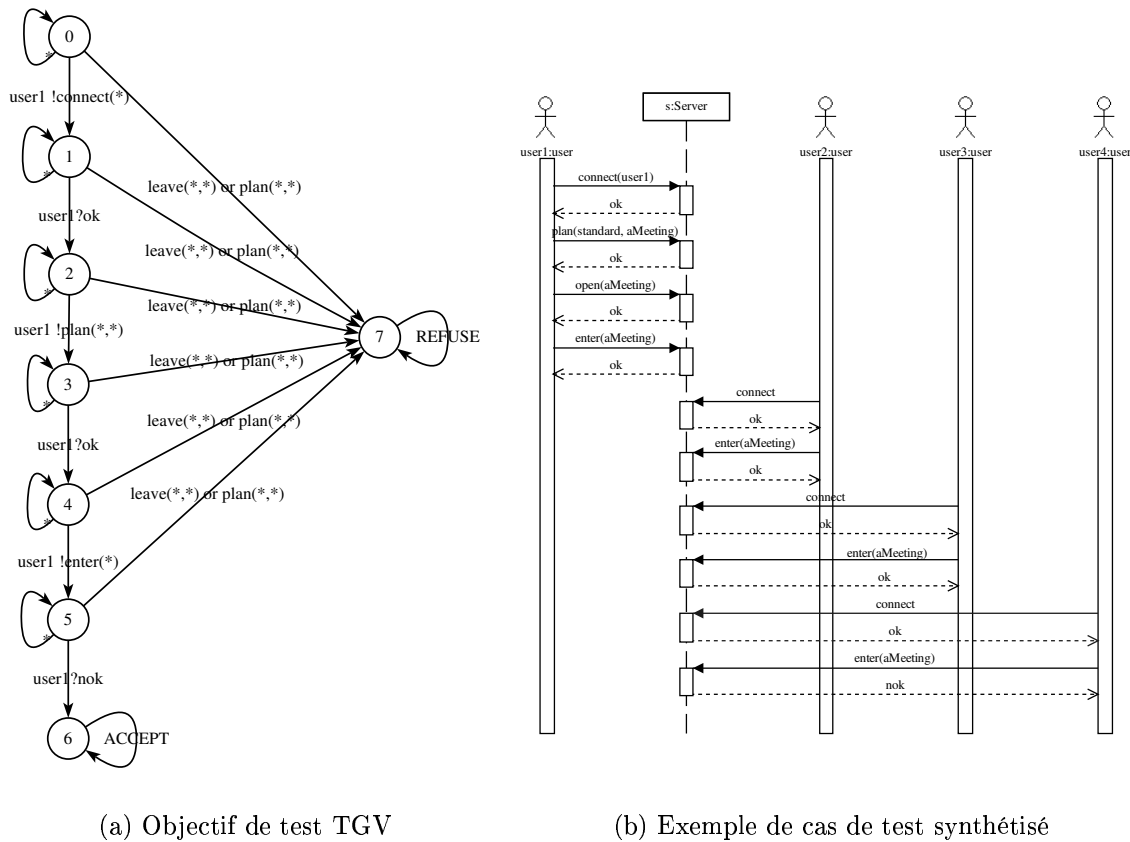 0
*
user1 !connect(*)
1
*
leave(*,*) or plan(*,*)
user1?ok
leave(*,*) or plan(*,*)
2
*
leave(*,*) or plan(*,*)
user1 !plan(*,*)
7
REFUSE
leave(*,*) or plan(*,*)
3
*
leave(*,*) or plan(*,*)
user1?ok
leave(*,*) or plan(*,*)
4
*
user1 !enter(*)
5
*
user1?nok
6
ACCEPT
(a) Objectif de test TGV
s:Server
user1:user
user2:user
user3:user
user4:user
connect(user1)
ok
plan(standard, aMeeting)
ok
open(aMeeting)
ok
enter(aMeeting)
ok
connect
ok
enter(aMeeting)
ok
connect
ok
enter(aMeeting)
ok
connect
ok
enter(aMeeting)
nok
(b) Exemple de cas de test synthétisé